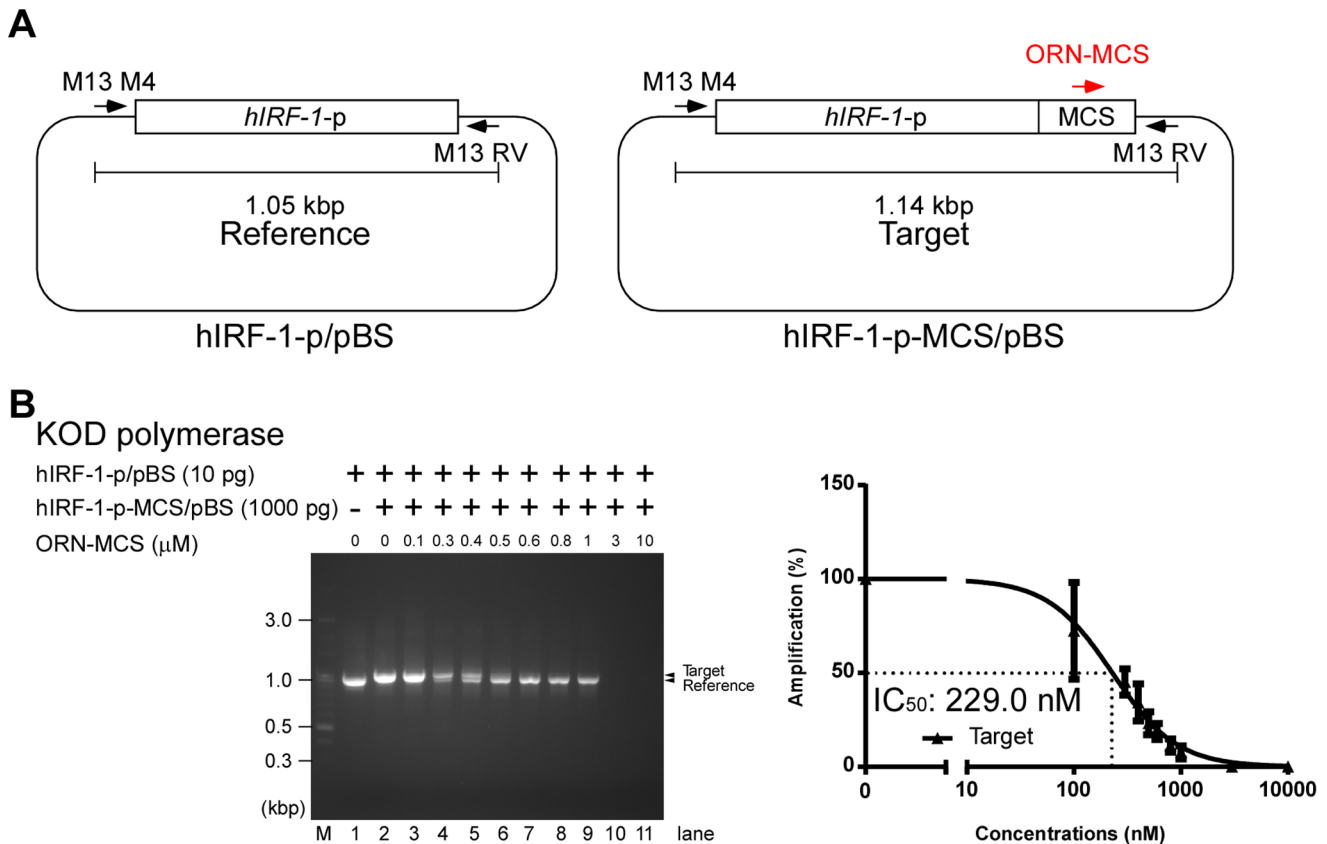 A
ORN-MCS
M13 M4
M13 M4
hIRF-1-p
hIRF-1-p
MCS
M13 RV
M13 RV
1.05 kbp
1.14 kbp
Reference
Target
hIRF-1-p/pBS
hIRF-1-p-MCS/pBS
B
KOD polymerase
hIRF-1-p/pBS (10 pg) + + + + + + + + + + +
hIRF-1-p-MCS/pBS (1000 pg) - + + + + + + + + + +
ORN-MCS (μM) 0 0 0.1 0.3 0.4 0.5 0.6 0.8 1 3 10
3.0
1.0
0.5
0.3
(kbp)
Target
Reference
M 1 2 3 4 5 6 7 8 9 10 11 lane
150
100
50
0
Amplification (%)
IC50: 229.0 nM
Target
0 10 100 1000 10000
Concentrations (nM)